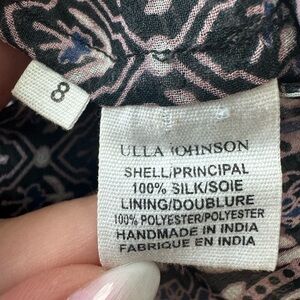 8
ULLA JOHNSON
SHELL/PRINCIPAL
100% SILK/SOIE
LINING/DOUBLURE
100% POLYESTER/POLYESTER
HANDMADE IN INDIA
FABRIQUE EN INDIA